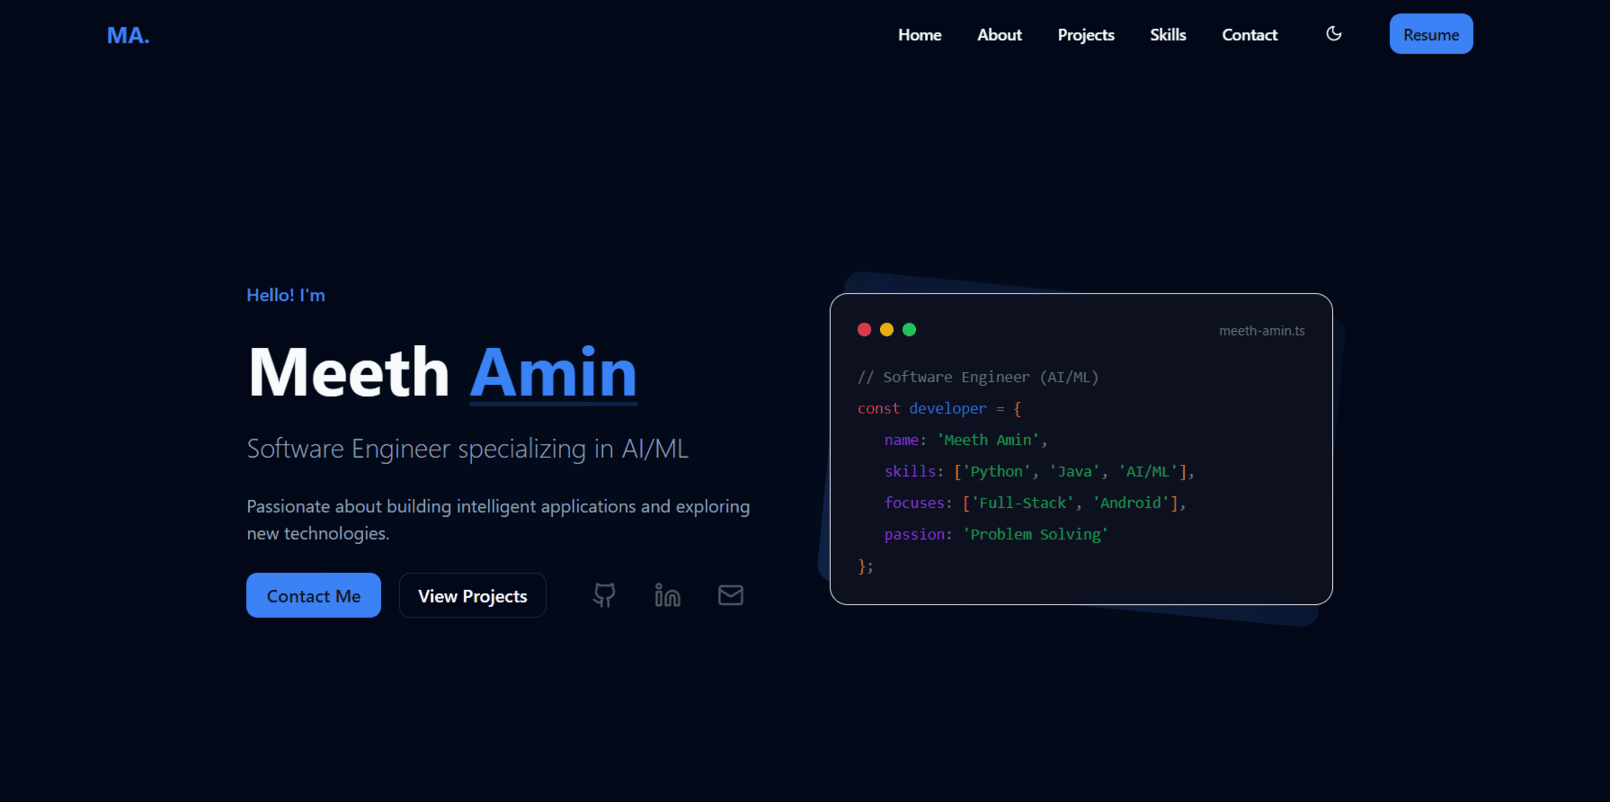 MA.
Home
About
Projects
Skills
Contact
Resume
Hello! I'm
Meeth Amin
Software Engineer specializing in AI/ML
Passionate about building intelligent applications and exploring
new technologies.
Contact Me
View Projects
meeth-amin.ts
// Software Engineer (AI/ML)
const developer = {
name: 'Meeth Amin',
skills: ['Python', 'Java', 'AI/ML'],
focuses: ['Full-Stack', 'Android'],
passion: 'Problem Solving'
};